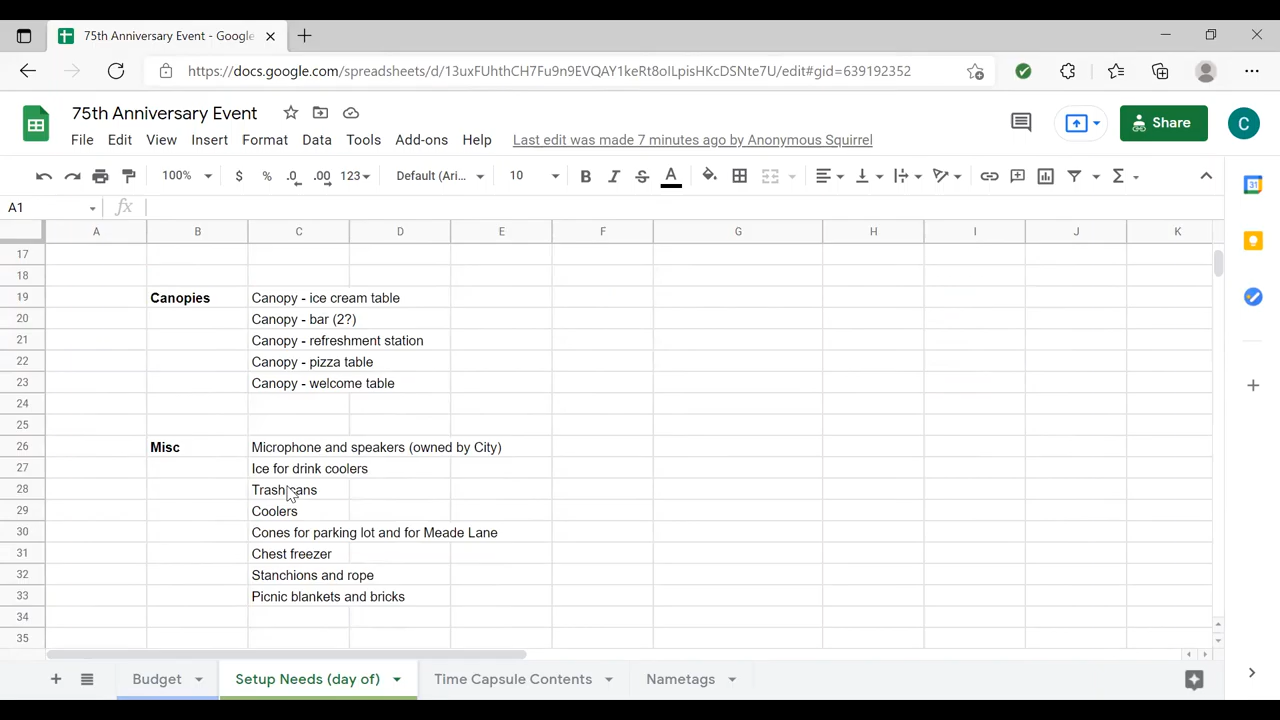 75th Anniversary Event - Google
https://docs.google.com/spreadsheets/d/13uxFUhthCH7Fu9n9EVQAY1keRt8oILpisHKcDSNte7U/edit#gid=639192352
75th Anniversary Event
File Edit View Insert Format Data Tools Add-ons Help Last edit was made 7 minutes ago by Anonymous Squirrel
Share
C
100% $ % .0 .00 123 Default (Ari... 10 B I S A Σ
A1 fx
A B C D E F G H I J K
17
18
19 Canopies Canopy - ice cream table
20 Canopy - bar (2?)
21 Canopy - refreshment station
22 Canopy - pizza table
23 Canopy - welcome table
24
25
26 Misc Microphone and speakers (owned by City)
27 Ice for drink coolers
28 Trash cans
29 Coolers
30 Cones for parking lot and for Meade Lane
31 Chest freezer
32 Stanchions and rope
33 Picnic blankets and bricks
34
35
Budget Setup Needs (day of) Time Capsule Contents Nametags
31